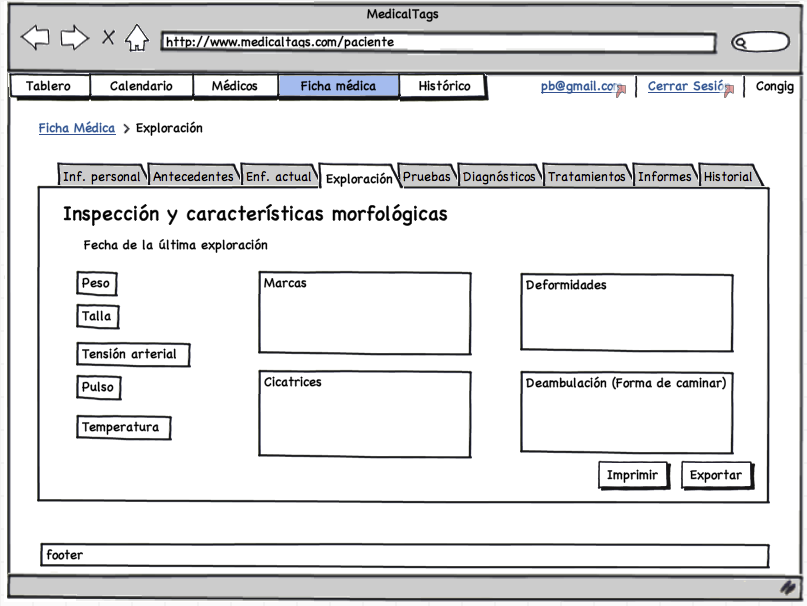 MedicalTags
http://www.medicaltags.com/paciente
Tablero Calendario Médicos Ficha médica Histórico pb@gmail.com Cerrar Sesión Congig
Ficha Médica > Exploración
Inf. personal Antecedentes Enf. actual Exploración Pruebas Diagnósticos Tratamientos Informes Historial
Inspección y características morfológicas
Fecha de la última exploración
Peso
Talla
Tensión arterial
Pulso
Temperatura
Marcas
Cicatrices
Deformidades
Deambulación (Forma de caminar)
Imprimir Exportar
footer